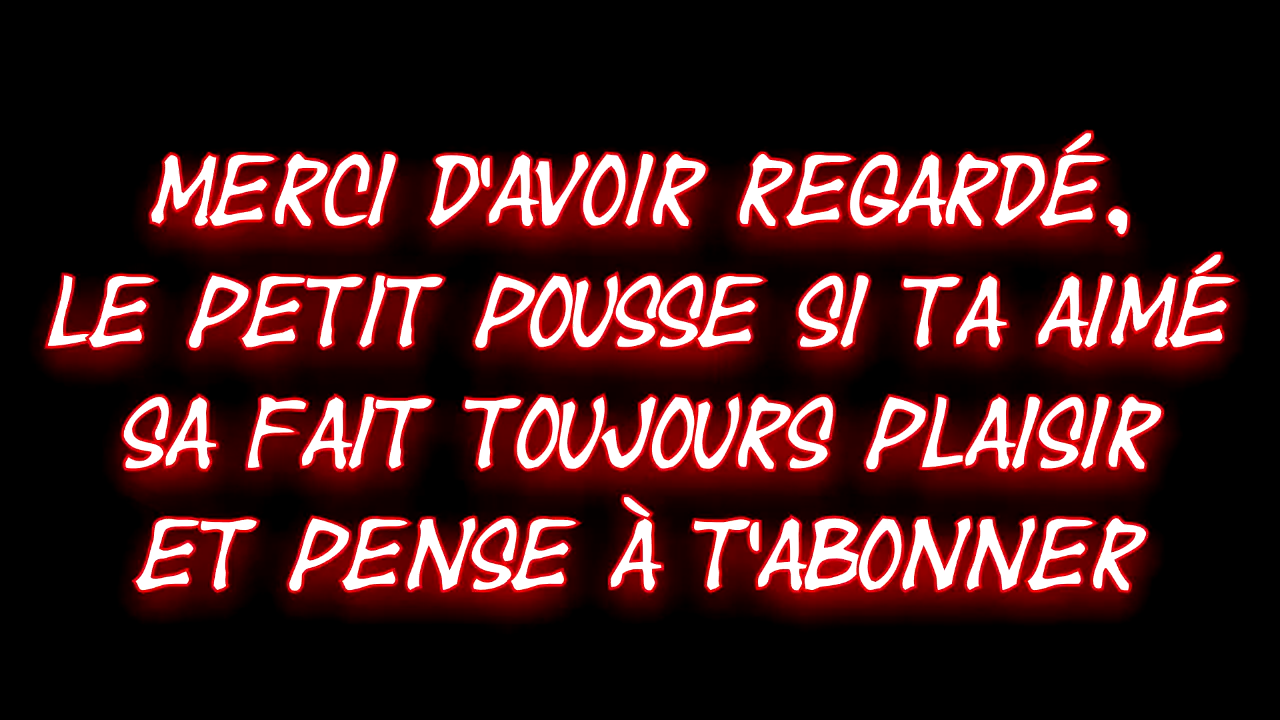 MERCI D'AVOIR REGARDÉ,
LE PETIT POUSSE SI TA AIMÉ
SA FAIT TOUJOURS PLAISIR
ET PENSE À T'ABONNER